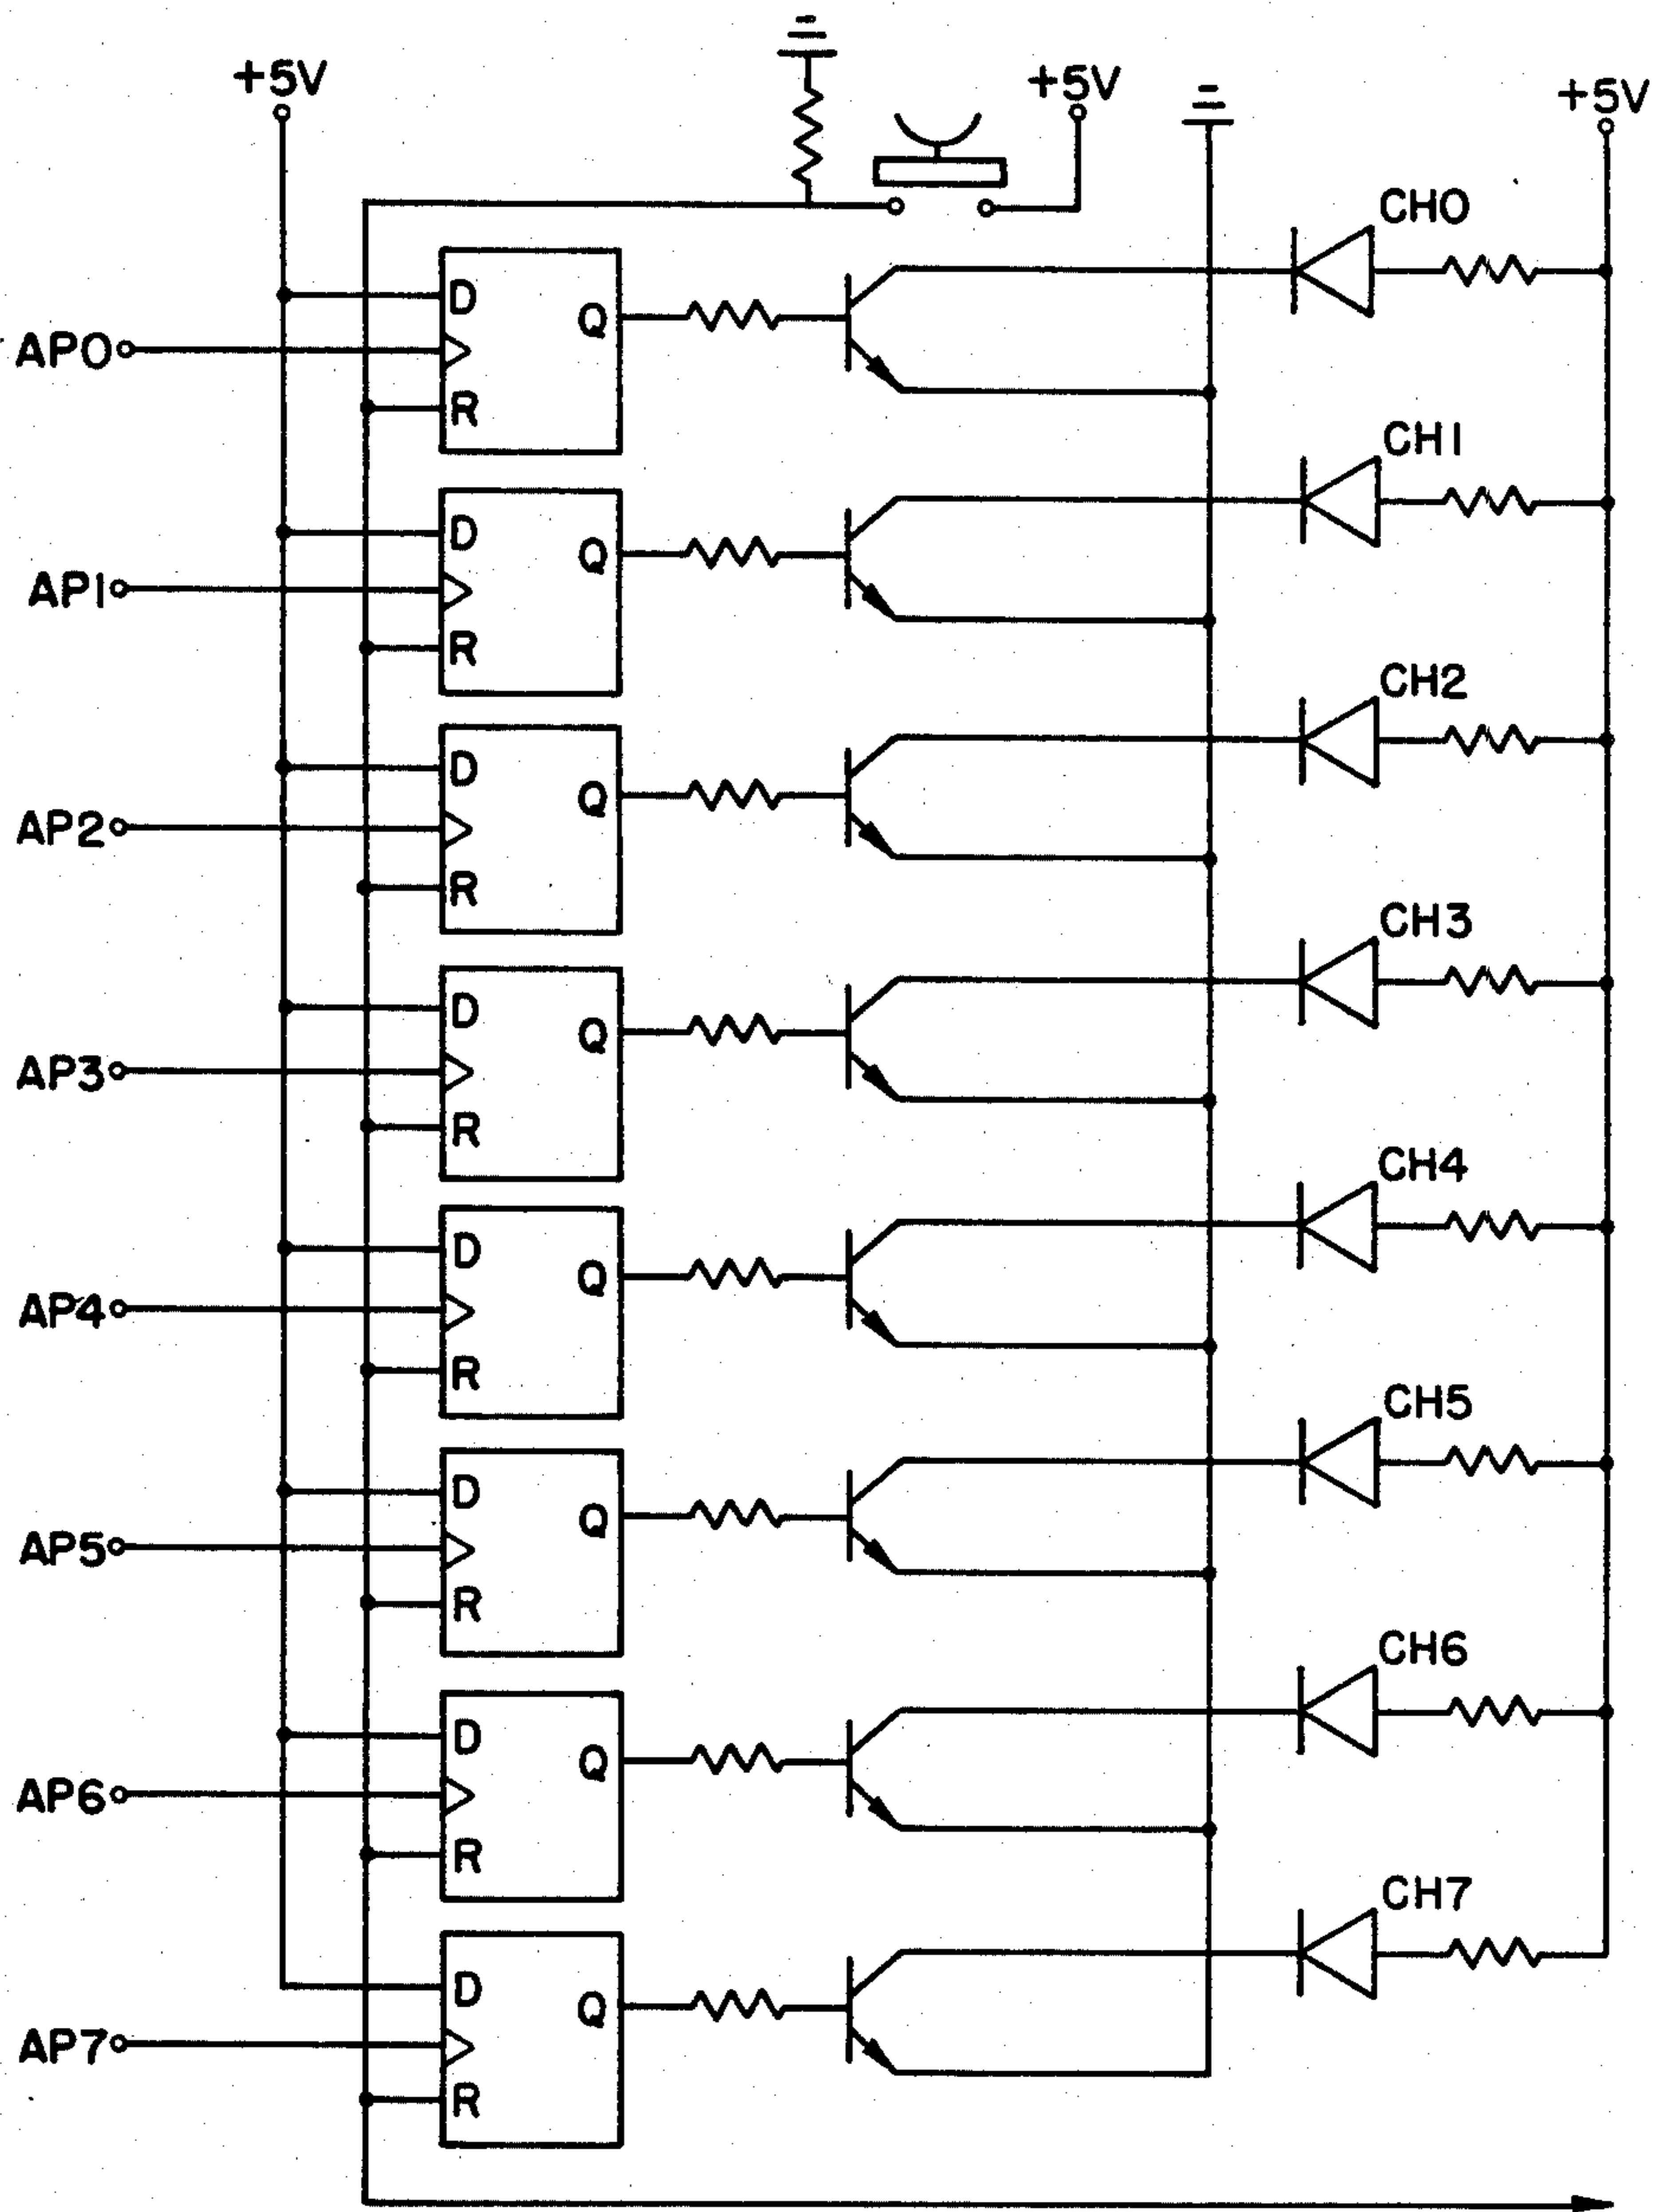 +5V
+5V
+5V
CH0
D
Q
AP0
R
CH1
D
Q
AP1
R
CH2
D
Q
AP2
R
CH3
D
Q
AP3
R
CH4
D
Q
AP4
R
CH5
D
Q
AP5
R
CH6
D
Q
AP6
R
CH7
D
Q
AP7
R